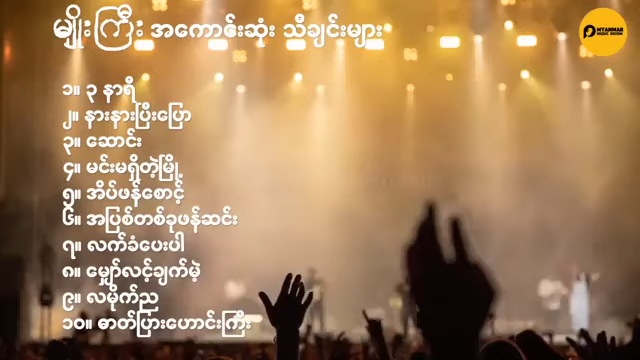 မျိုးကြီး အကောင်းဆုံး သီချင်းများ
MYANMAR
MUSIC ROOM
၁။ ၃ နာရီ
၂။ နားနားပြီးပြော
၃။ ဆောင်း
၄။ မင်းမရှိတဲ့မြို့
၅။ အိပ်ဖန်စောင့်
၆။ အပြစ်တစ်ခုဖန်ဆင်း
၇။ လက်ခံပေးပါ
၈။ မျှော်လင့်ချက်မဲ့
၉။ လမိုက်ည
၁၀။ ဓာတ်ပြားဟောင်းကြီး